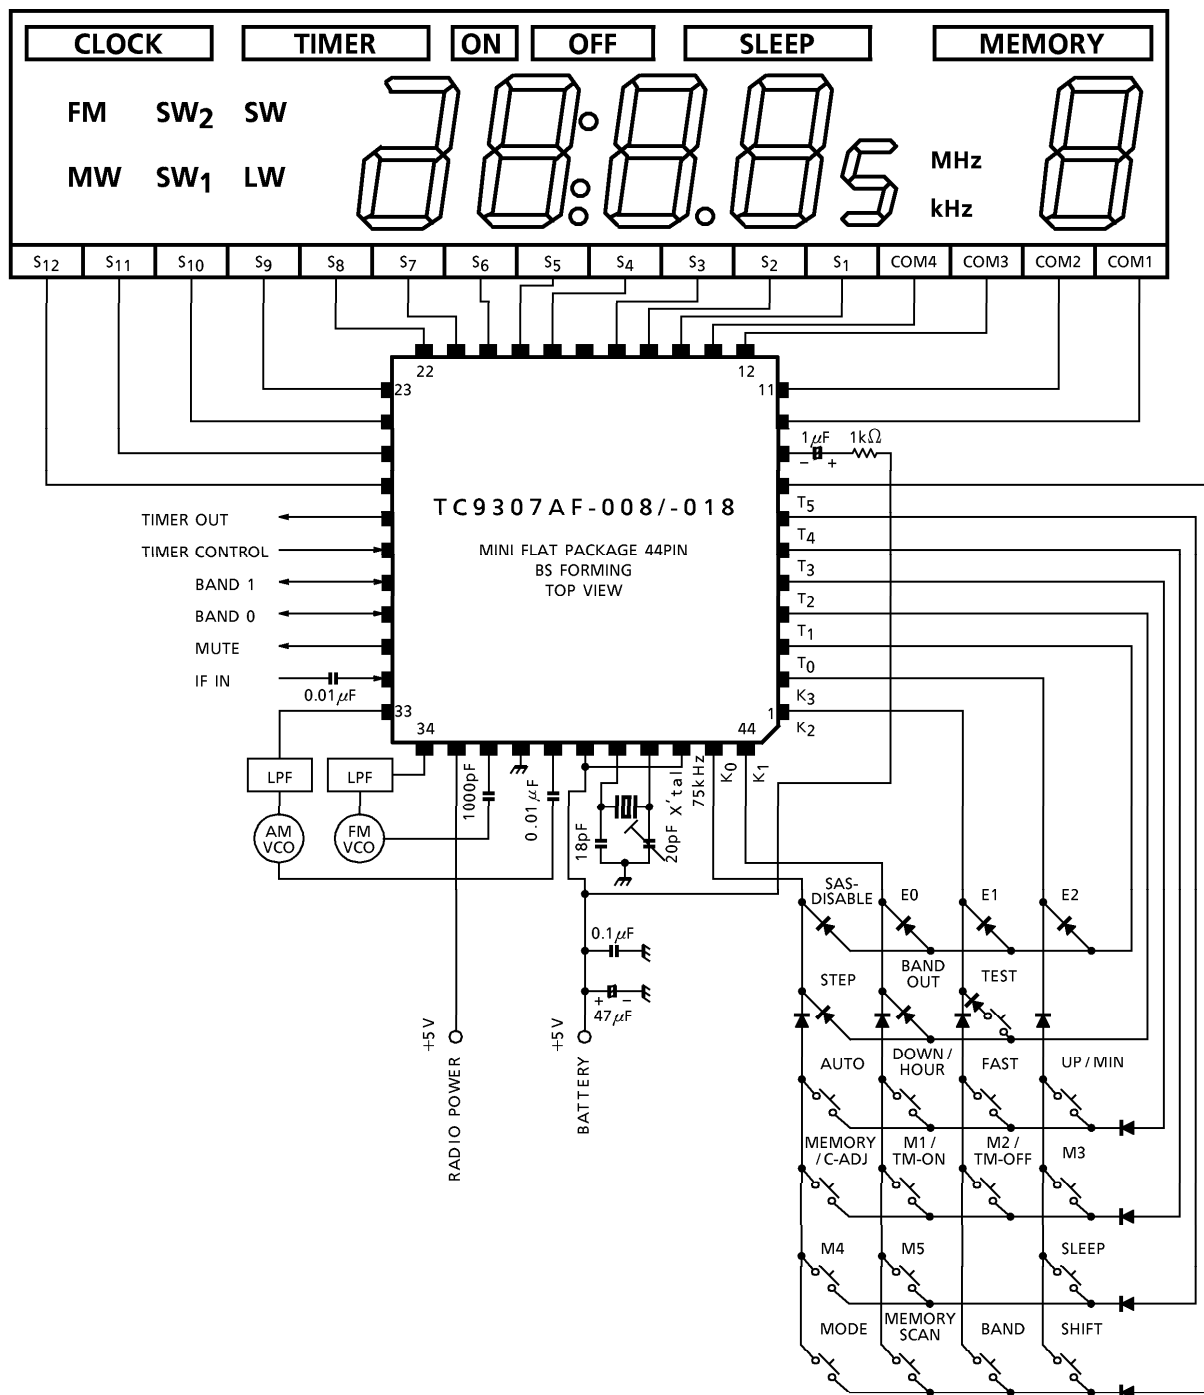 CLOCK TIMER ON OFF SLEEP MEMORY
FM SW2 SW
MW SW1 LW
MHz
kHz
S12 S11 S10 S9 S8 S7 S6 S5 S4 S3 S2 S1 COM4 COM3 COM2 COM1
22 12
23 11
1μF 1kΩ
− +
TC9307AF-008/-018
MINI FLAT PACKAGE 44PIN
BS FORMING
TOP VIEW
TIMER OUT
TIMER CONTROL
BAND 1
BAND 0
MUTE
IF IN
0.01μF
T5
T4
T3
T2
T1
T0
K3
K2
33 1
34 44
LPF LPF
AM
VCO
FM
VCO
1000pF
0.01μF
18pF
20pF
X'tal
75kHz
K0
K1
0.1μF
+ −
47μF
+5V
RADIO POWER
+5V
BATTERY
SAS-
DISABLE
E0 E1 E2
STEP
BAND
OUT
TEST
AUTO
DOWN/
HOUR
FAST
UP/MIN
MEMORY
/C-ADJ
M1/
TM-ON
M2/
TM-OFF
M3
M4 M5 SLEEP
MODE
MEMORY
SCAN
BAND
SHIFT